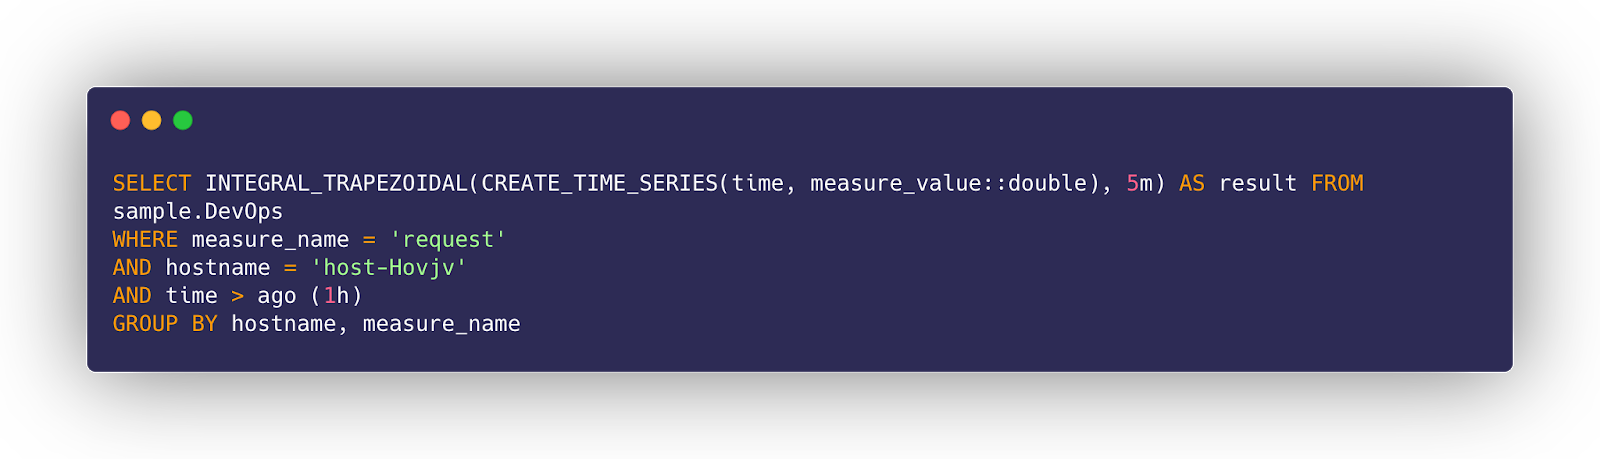 SELECT INTEGRAL_TRAPEZOIDAL(CREATE_TIME_SERIES(time, measure_value::double), 5m) AS result FROM
sample.DevOps
WHERE measure_name = 'request'
AND hostname = 'host-Hovjv'
AND time > ago (1h)
GROUP BY hostname, measure_name